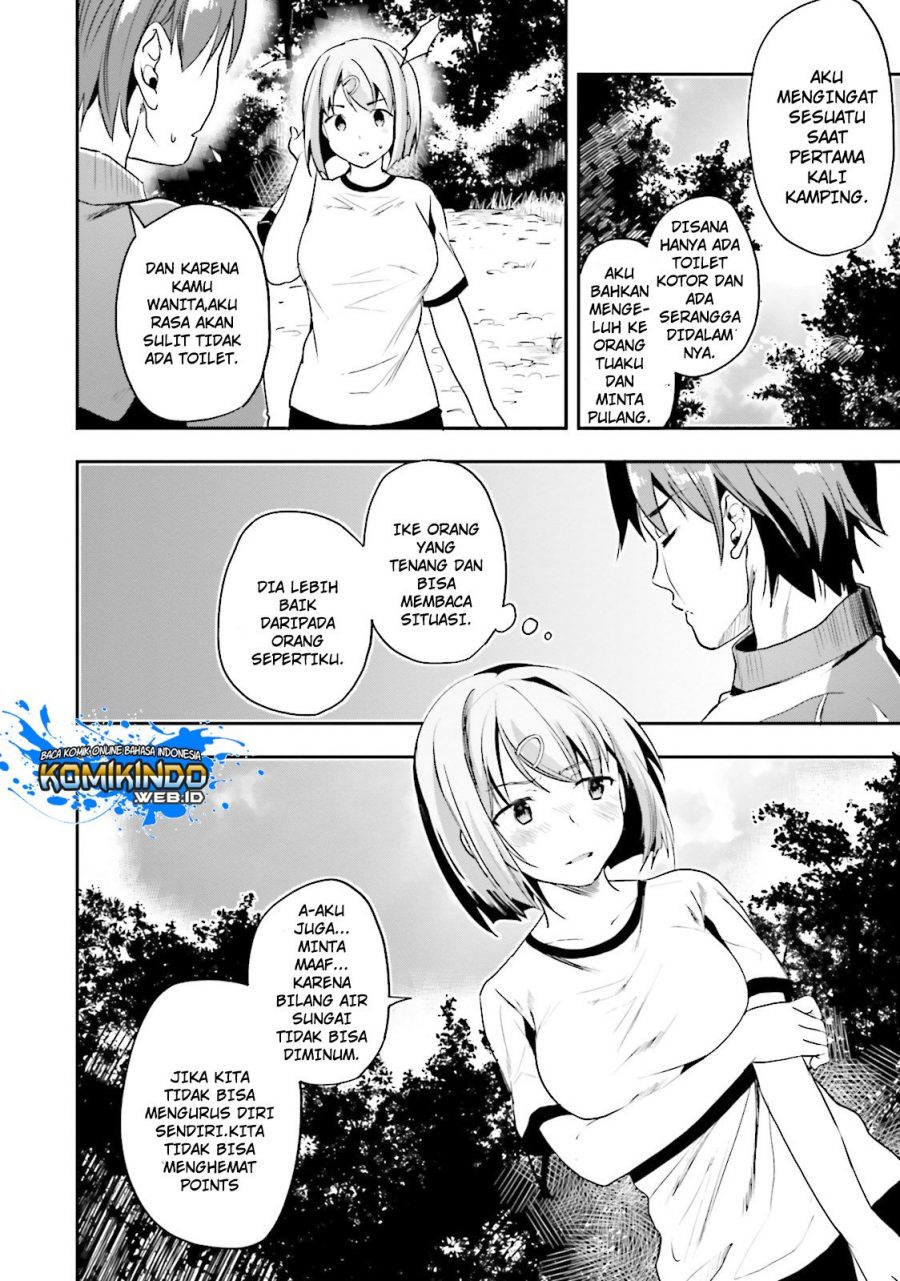 AKU
MENGINGAT
SESUATU
SAAT
PERTAMA
KALI
KAMPING.
DISANA
HANYA ADA
TOILET
KOTOR DAN
ADA
SERANGGA
DIDALAM
NYA.
AKU
BAHKAN
MENGE-
LUH KE
ORANG
TUAKU
DAN
MINTA
PULANG.
DAN KARENA
KAMU
WANITA,AKU
RASA AKAN
SULIT TIDAK
ADA TOILET.
IKE ORANG
YANG
TENANG DAN
BISA
MEMBACA
SITUASI.
DIA LEBIH
BAIK
DARIPADA
ORANG
SEPERTIKU.
BACA KOMIK ONLINE BAHASA INDONESIA
KOMIKINDO
WEB.ID
A-AKU
JUGA...
MINTA
MAAF...
KARENA
BILANG AIR
SUNGAI
TIDAK BISA
DIMINUM.
JIKA KITA
TIDAK BISA
MENGURUS DIRI
SENDIRI.KITA
TIDAK BISA
MENGHEMAT
POINTS